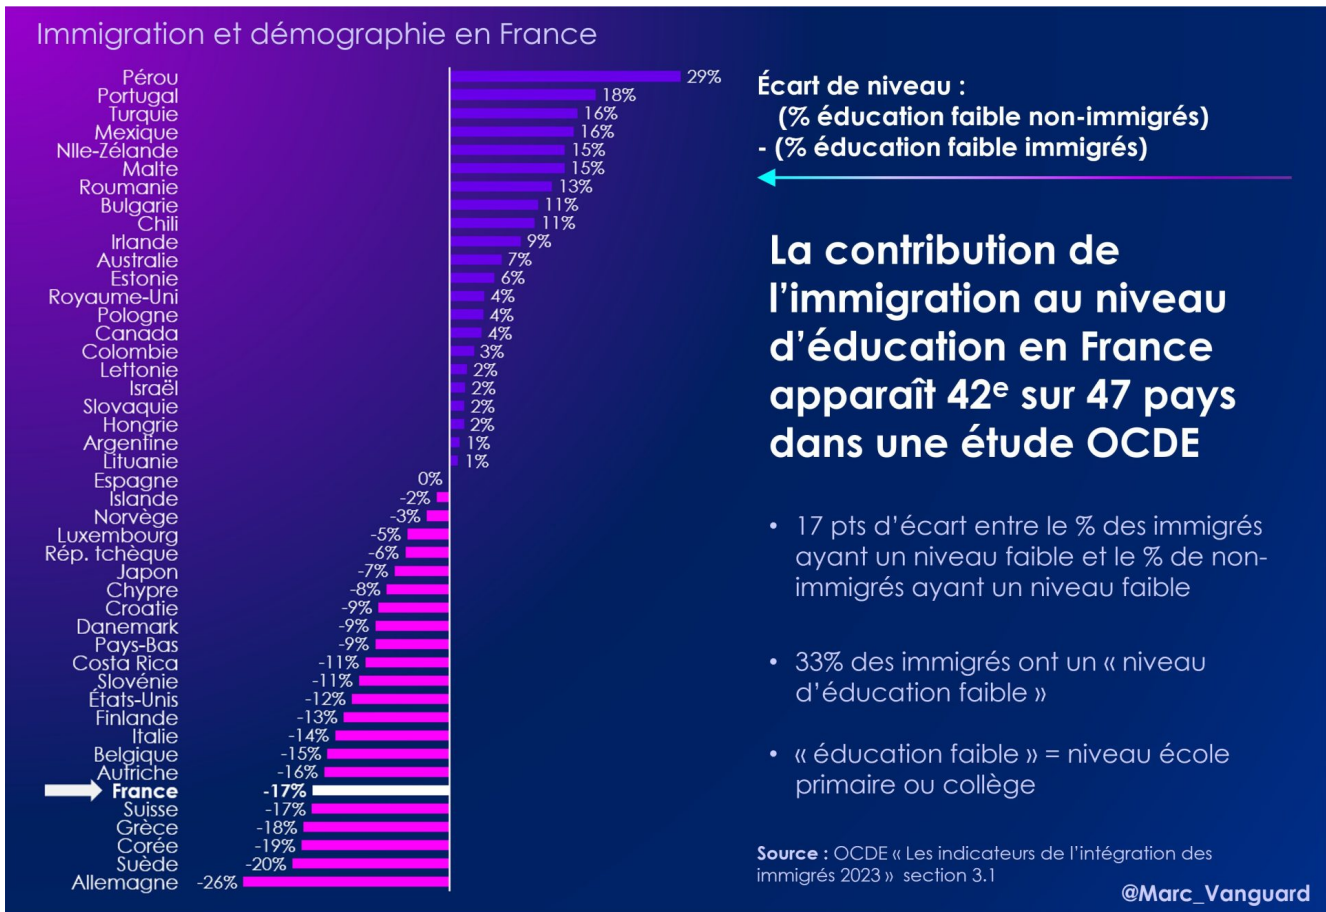 Immigration et démographie en France
Pérou 29%
Portugal 18%
Turquie 16%
Mexique 16%
Nlle-Zélande 15%
Malte 15%
Roumanie 13%
Bulgarie 11%
Chili 11%
Irlande 9%
Australie 7%
Estonie 6%
Royaume-Uni 4%
Pologne 4%
Canada 4%
Colombie 3%
Lettonie 2%
Israël 2%
Slovaquie 2%
Hongrie 2%
Argentine 1%
Lituanie 1%
Espagne 0%
Islande -2%
Norvège -3%
Luxembourg -5%
Rép. tchèque -6%
Japon -7%
Chypre -8%
Croatie -9%
Danemark -9%
Pays-Bas -9%
Costa Rica -11%
Slovénie -11%
États-Unis -12%
Finlande -13%
Italie -14%
Belgique -15%
Autriche -16%
France -17%
Suisse -17%
Grèce -18%
Corée -19%
Suède -20%
Allemagne -26%
Écart de niveau :
(% éducation faible non-immigrés)
- (% éducation faible immigrés)
La contribution de
l'immigration au niveau
d'éducation en France
apparaît 42e sur 47 pays
dans une étude OCDE
• 17 pts d'écart entre le % des immigrés
ayant un niveau faible et le % de non-
immigrés ayant un niveau faible
• 33% des immigrés ont un « niveau
d'éducation faible »
• « éducation faible » = niveau école
primaire ou collège
Source : OCDE « Les indicateurs de l'intégration des
immigrés 2023 » section 3.1
@Marc_Vanguard